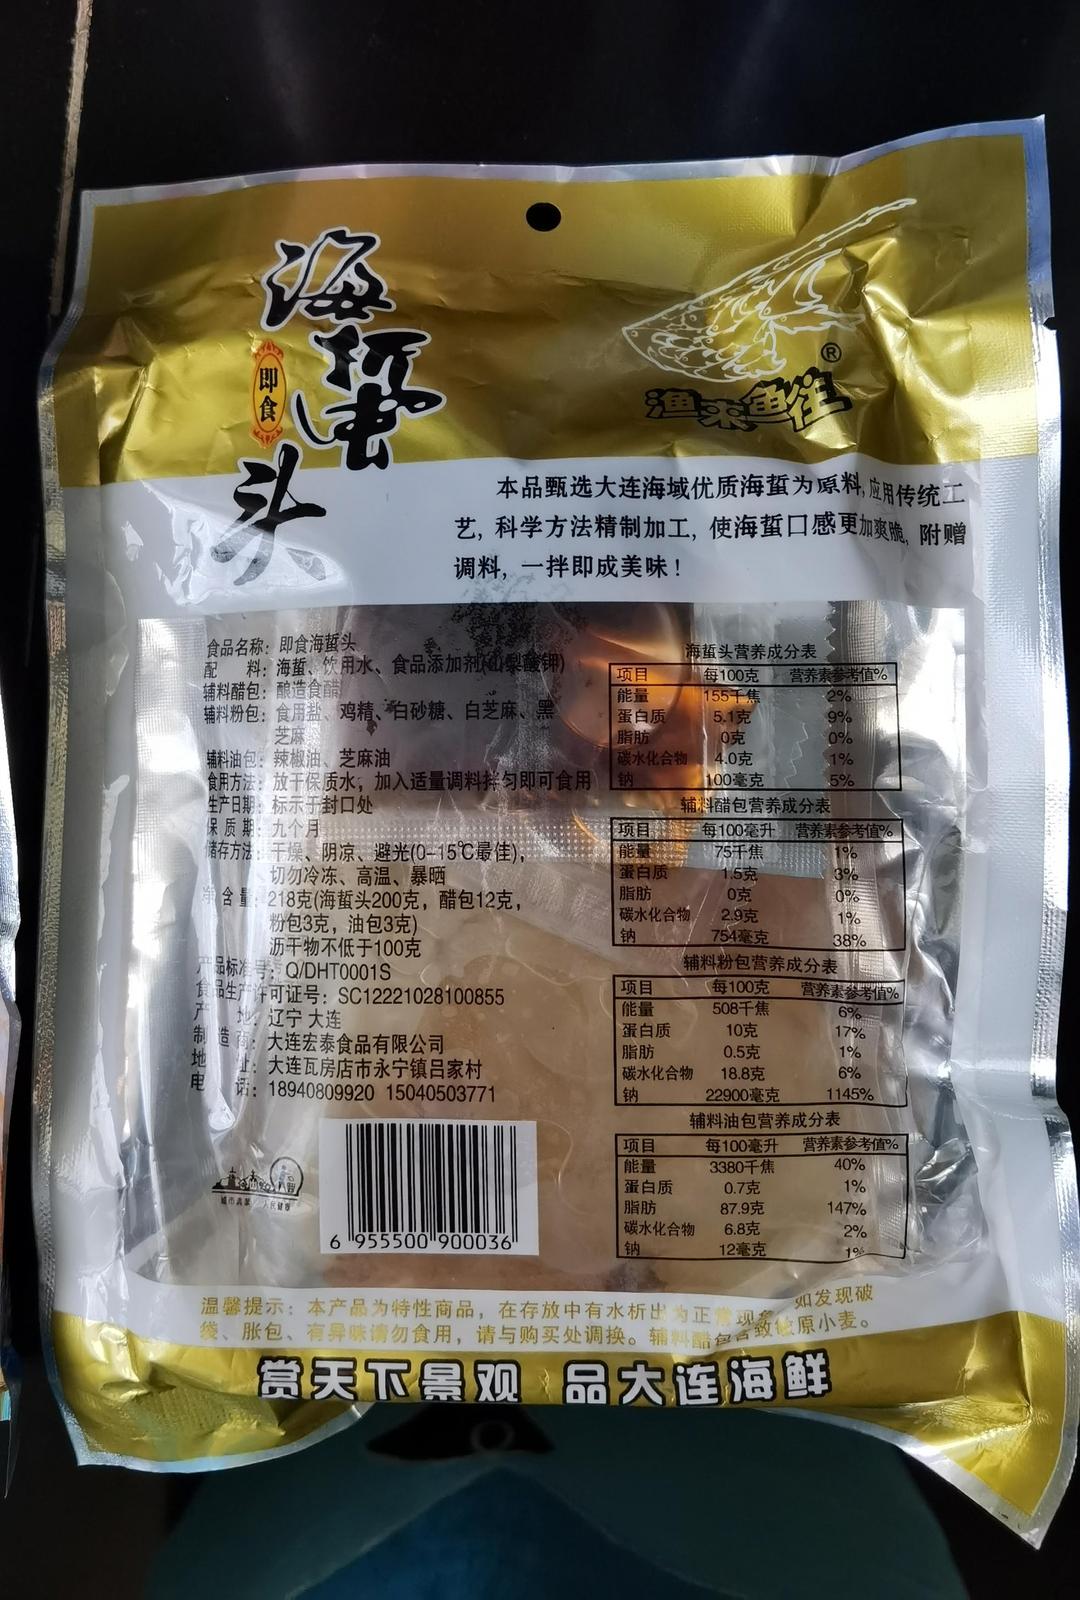 海蜇头
即食
®
渔来鱼往
本品甄选大连海域优质海蜇为原料,应用传统工
艺,科学方法精制加工,使海蜇口感更加爽脆,附赠
调料,一拌即成美味!
食品名称:即食海蜇头
配 料:海蜇、饮用水、食品添加剂(山梨酸钾)
辅料醋包:酿造食醋
辅料粉包:食用盐、鸡精、白砂糖、白芝麻、黑
芝麻
辅料油包:辣椒油、芝麻油
食用方法:放干保质水,加入适量调料拌匀即可食用
生产日期:标示于封口处
保 质 期:九个月
储存方法:干燥、阴凉、避光(0-15℃最佳),
切勿冷冻、高温、暴晒
净 含 量:218克(海蜇头200克,醋包12克,
粉包3克,油包3克)
沥干物不低于100克
产品标准号:Q/DHT0001S
食品生产许可证号:SC12221028100855
产 地:辽宁 大连
制 造 商:大连宏泰食品有限公司
地 址:大连瓦房店市永宁镇吕家村
电 话:18940809920 15040503771
海蜇头营养成分表
项目 每100克 营养素参考值%
能量 155千焦 2%
蛋白质 5.1克 9%
脂肪 0克 0%
碳水化合物 4.0克 1%
钠 100毫克 5%
辅料醋包营养成分表
项目 每100毫升 营养素参考值%
能量 75千焦 1%
蛋白质 1.5克 3%
脂肪 0克 0%
碳水化合物 2.9克 1%
钠 754毫克 38%
辅料粉包营养成分表
项目 每100克 营养素参考值%
能量 508千焦 6%
蛋白质 10克 17%
脂肪 0.5克 1%
碳水化合物 18.8克 6%
钠 22900毫克 1145%
辅料油包营养成分表
项目 每100毫升 营养素参考值%
能量 3380千焦 40%
蛋白质 0.7克 1%
脂肪 87.9克 147%
碳水化合物 6.8克 2%
钠 12毫克 1%
6 955500 900036
温馨提示:本产品为特性商品,在存放中有水析出为正常现象,如发现破
袋、胀包、有异味请勿食用,请与购买处调换。辅料醋包含致敏原小麦。
赏天下景观 品大连海鲜